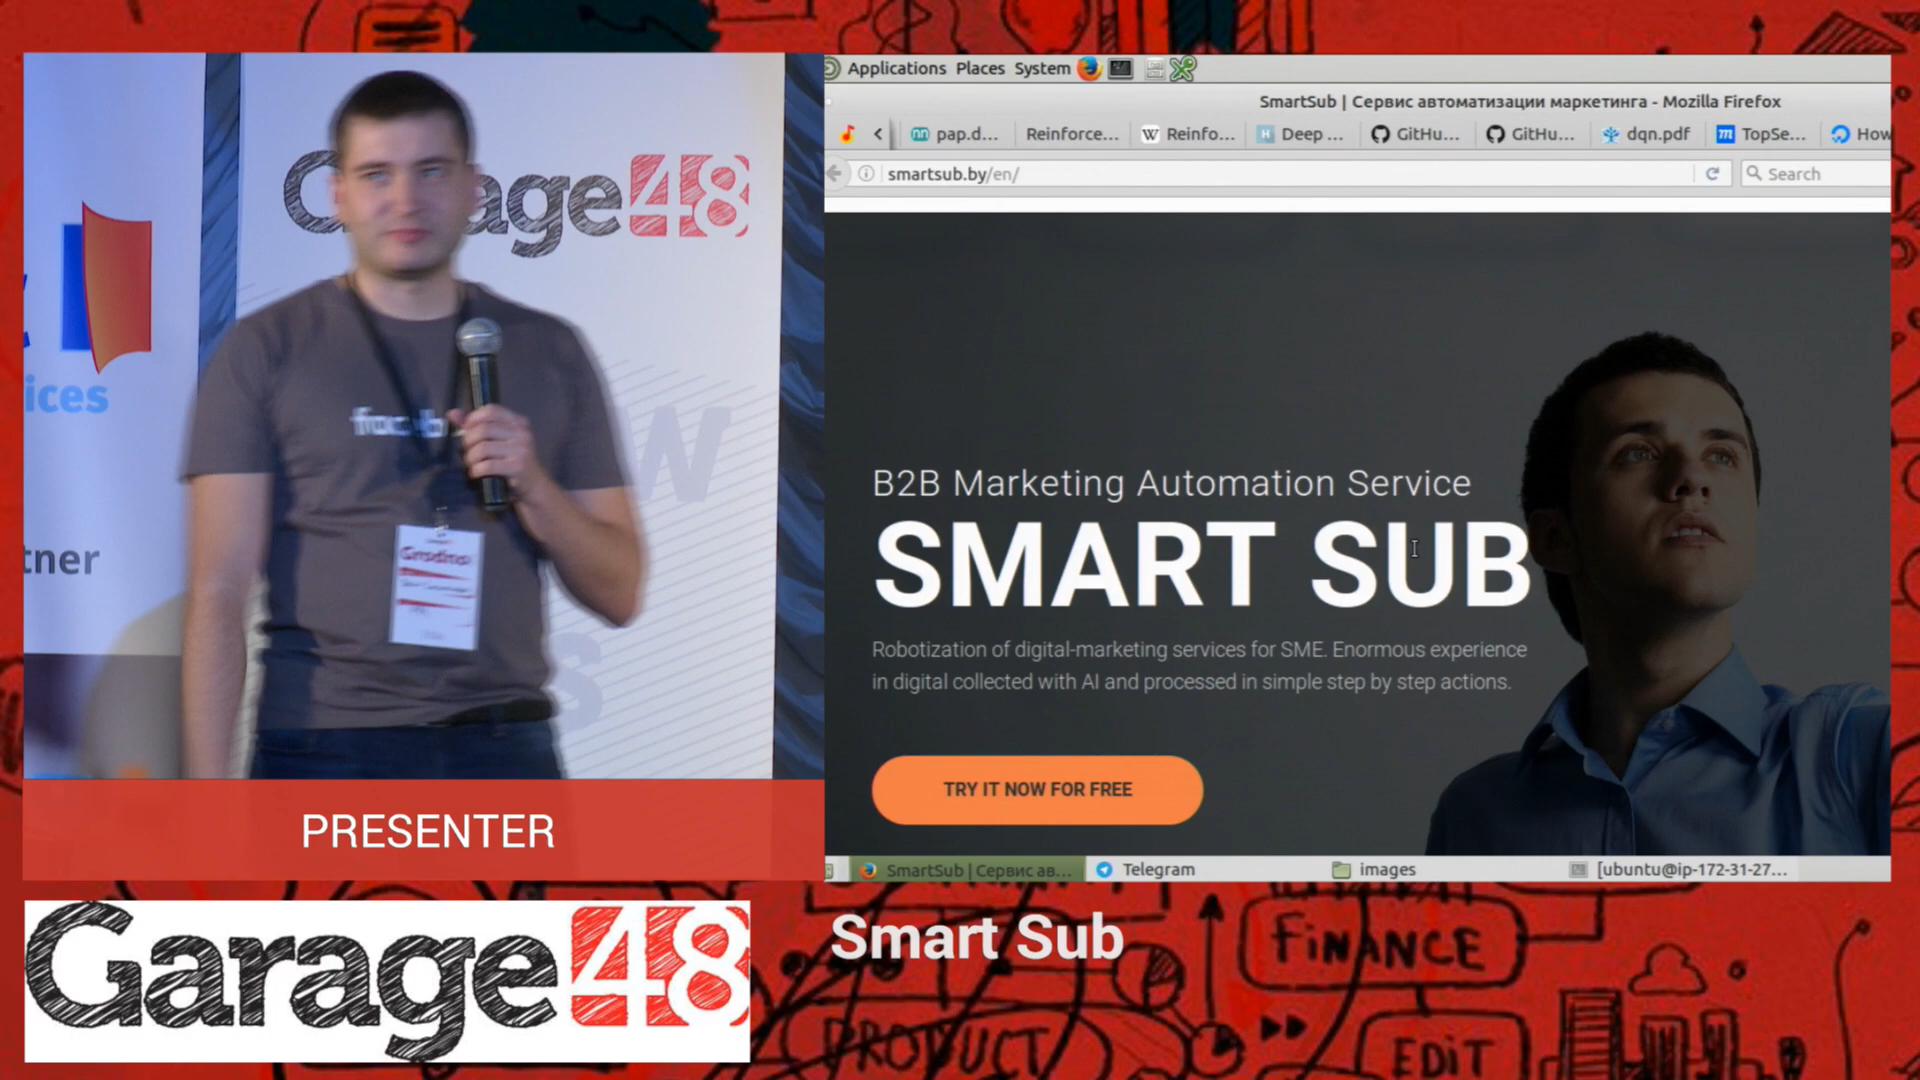 Garage48
ices
tner
W
s
Grodno
PRESENTER
Garage48
Applications Places System
SmartSub | Сервис автоматизации маркетинга - Mozilla Firefox
pap.d... Reinforce... Reinfo... Deep ... GitHu... GitHu... dqn.pdf TopSe... How
smartsub.by/en/ Search
B2B Marketing Automation Service
SMART SUB
Robotization of digital-marketing services for SME. Enormous experience
in digital collected with AI and processed in simple step by step actions.
TRY IT NOW FOR FREE
SmartSub | Сервис ав... Telegram images [ubuntu@ip-172-31-27...
Smart Sub
FINANCE
PRODUCT
EDIT